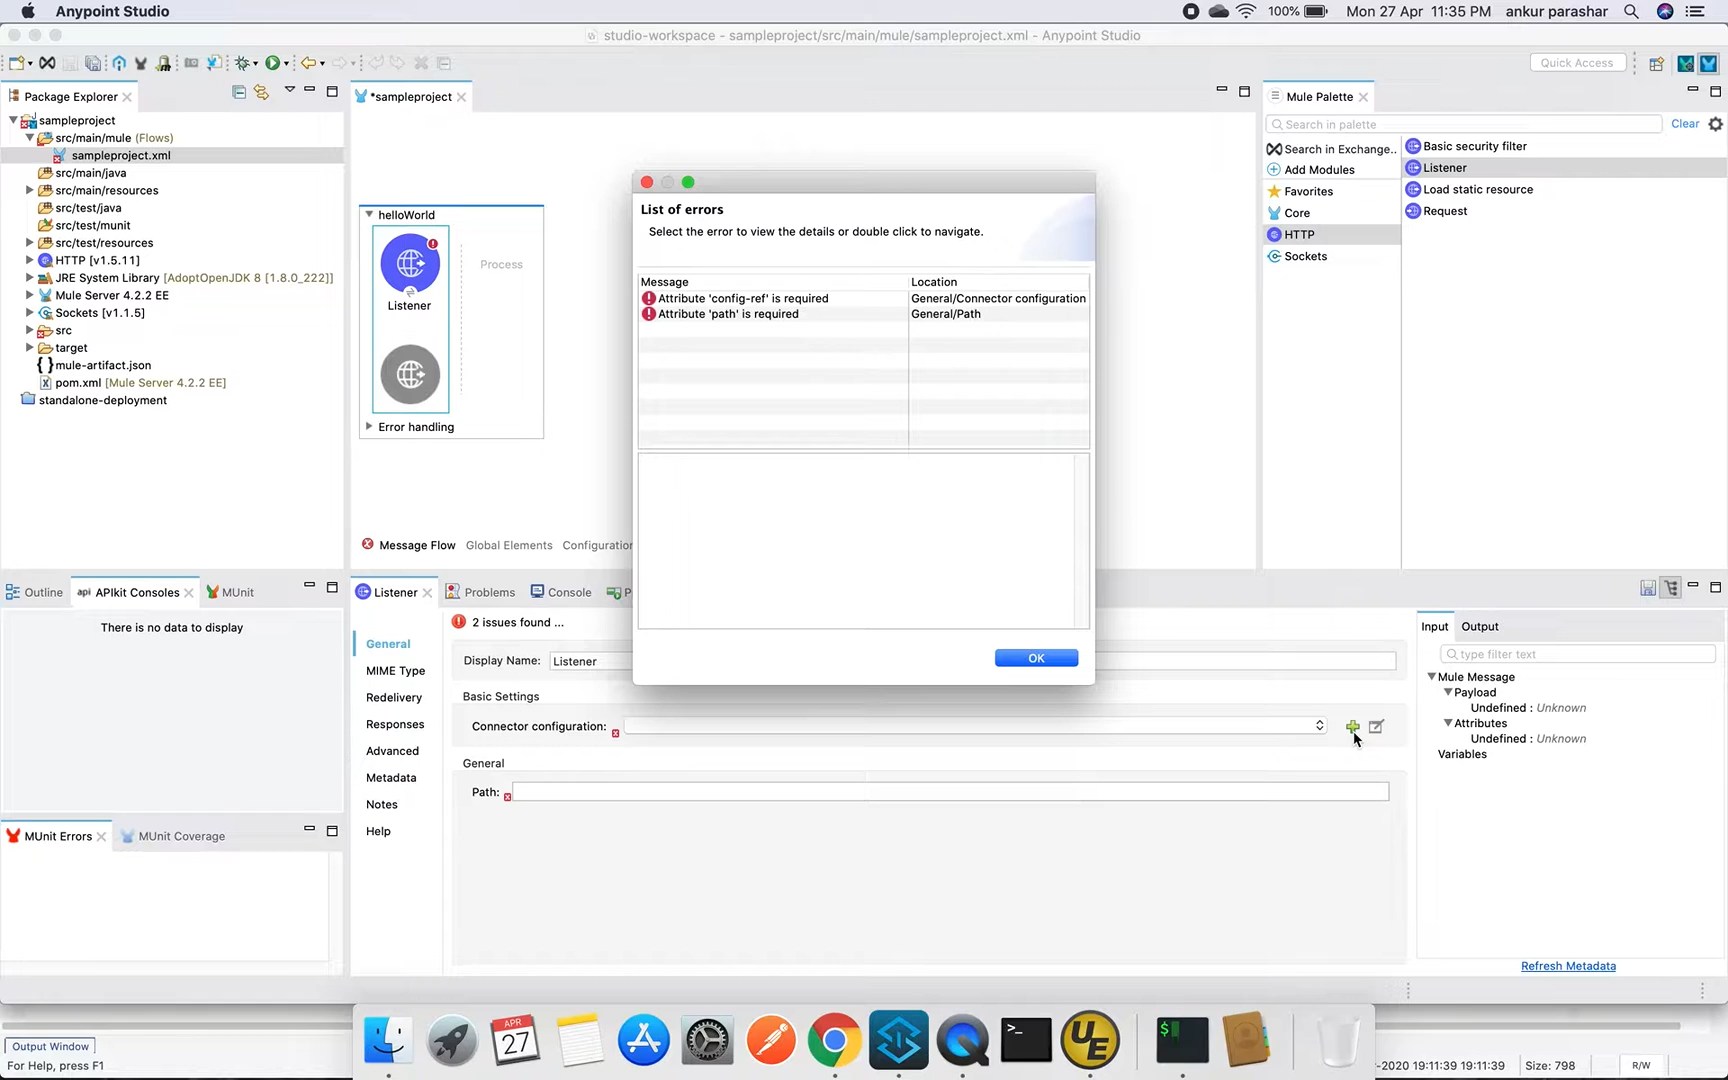 Anypoint Studio
100%
Mon 27 Apr 11:35 PM
ankur parashar
studio-workspace - sampleproject/src/main/mule/sampleproject.xml - Anypoint Studio
Quick Access
Package Explorer
*sampleproject
Mule Palette
sampleproject
src/main/mule (Flows)
sampleproject.xml
src/main/java
src/main/resources
src/test/java
src/test/munit
src/test/resources
HTTP [v1.5.11]
JRE System Library [AdoptOpenJDK 8 [1.8.0_222]]
Mule Server 4.2.2 EE
Sockets [v1.1.5]
src
target
mule-artifact.json
pom.xml [Mule Server 4.2.2 EE]
standalone-deployment
helloWorld
Process
Listener
Error handling
Message Flow
Global Elements
List of errors
Select the error to view the details or double click to navigate.
Message
Location
Attribute 'config-ref' is required
General/Connector configuration
Attribute 'path' is required
General/Path
OK
Search in palette
Clear
Search in Exchange..
Add Modules
Favorites
Core
HTTP
Sockets
Basic security filter
Listener
Load static resource
Request
Outline
api APIkit Consoles
MUnit
There is no data to display
MUnit Errors
MUnit Coverage
Listener
Problems
Console
P
General
MIME Type
Redelivery
Responses
Advanced
Metadata
Notes
Help
2 issues found ...
Display Name:
Listener
Basic Settings
Connector configuration:
General
Path:
Input
Output
type filter text
Mule Message
Payload
Undefined : Unknown
Attributes
Undefined : Unknown
Variables
Refresh Metadata
APR
27
>_
UE
$
Output Window
For Help, press F1
-2020 19:11:39 19:11:39
Size: 798
R/W